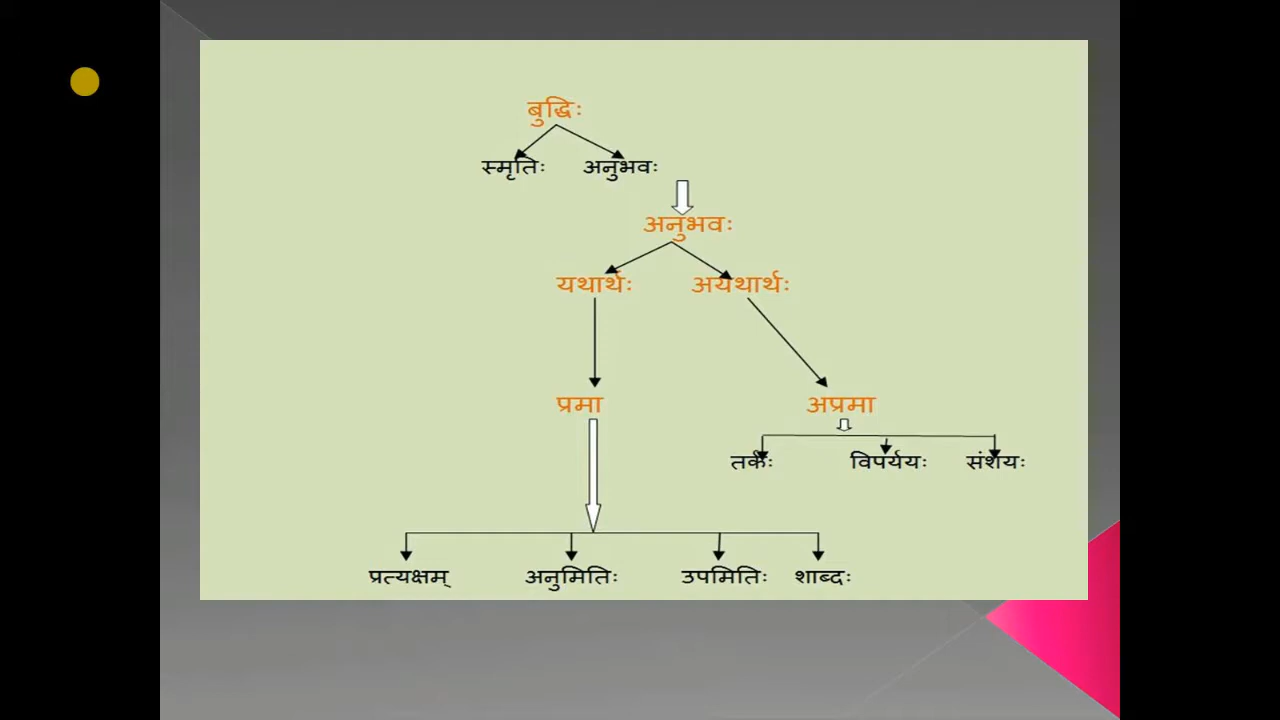 बुद्धिः
स्मृतिः अनुभवः
अनुभवः
यथार्थः अयथार्थः
प्रमा अप्रमा
तर्कः विपर्ययः संशयः
प्रत्यक्षम् अनुमितिः उपमितिः शाब्दः